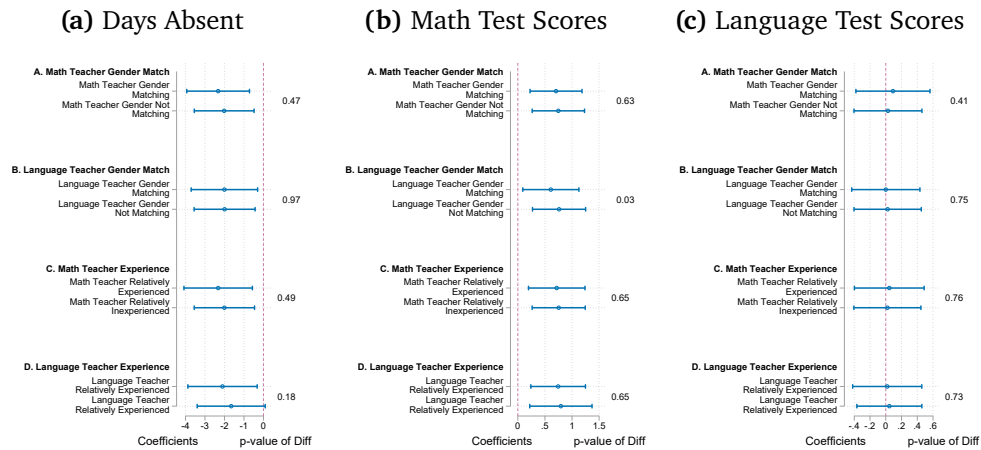 (a) Days Absent
A. Math Teacher Gender Match
Math Teacher Gender
Matching
Math Teacher Gender Not
Matching
0.47
B. Language Teacher Gender Match
Language Teacher Gender
Matching
Language Teacher Gender
Not Matching
0.97
C. Math Teacher Experience
Math Teacher Relatively
Experienced
Math Teacher Relatively
Inexperienced
0.49
D. Language Teacher Experience
Language Teacher
Relatively Experienced
Language Teacher
Relatively Experienced
0.18
-4 -3 -2 -1 0
Coefficients p-value of Diff
(b) Math Test Scores
A. Math Teacher Gender Match
Math Teacher Gender
Matching
Math Teacher Gender Not
Matching
0.63
B. Language Teacher Gender Match
Language Teacher Gender
Matching
Language Teacher Gender
Not Matching
0.03
C. Math Teacher Experience
Math Teacher Relatively
Experienced
Math Teacher Relatively
Inexperienced
0.65
D. Language Teacher Experience
Language Teacher
Relatively Experienced
Language Teacher
Relatively Experienced
0.65
0 .5 1 1.5
Coefficients p-value of Diff
(c) Language Test Scores
A. Math Teacher Gender Match
Math Teacher Gender
Matching
Math Teacher Gender Not
Matching
0.41
B. Language Teacher Gender Match
Language Teacher Gender
Matching
Language Teacher Gender
Not Matching
0.75
C. Math Teacher Experience
Math Teacher Relatively
Experienced
Math Teacher Relatively
Inexperienced
0.76
D. Language Teacher Experience
Language Teacher
Relatively Experienced
Language Teacher
Relatively Experienced
0.73
-.4 -.2 0 .2 .4 .6
Coefficients p-value of Diff